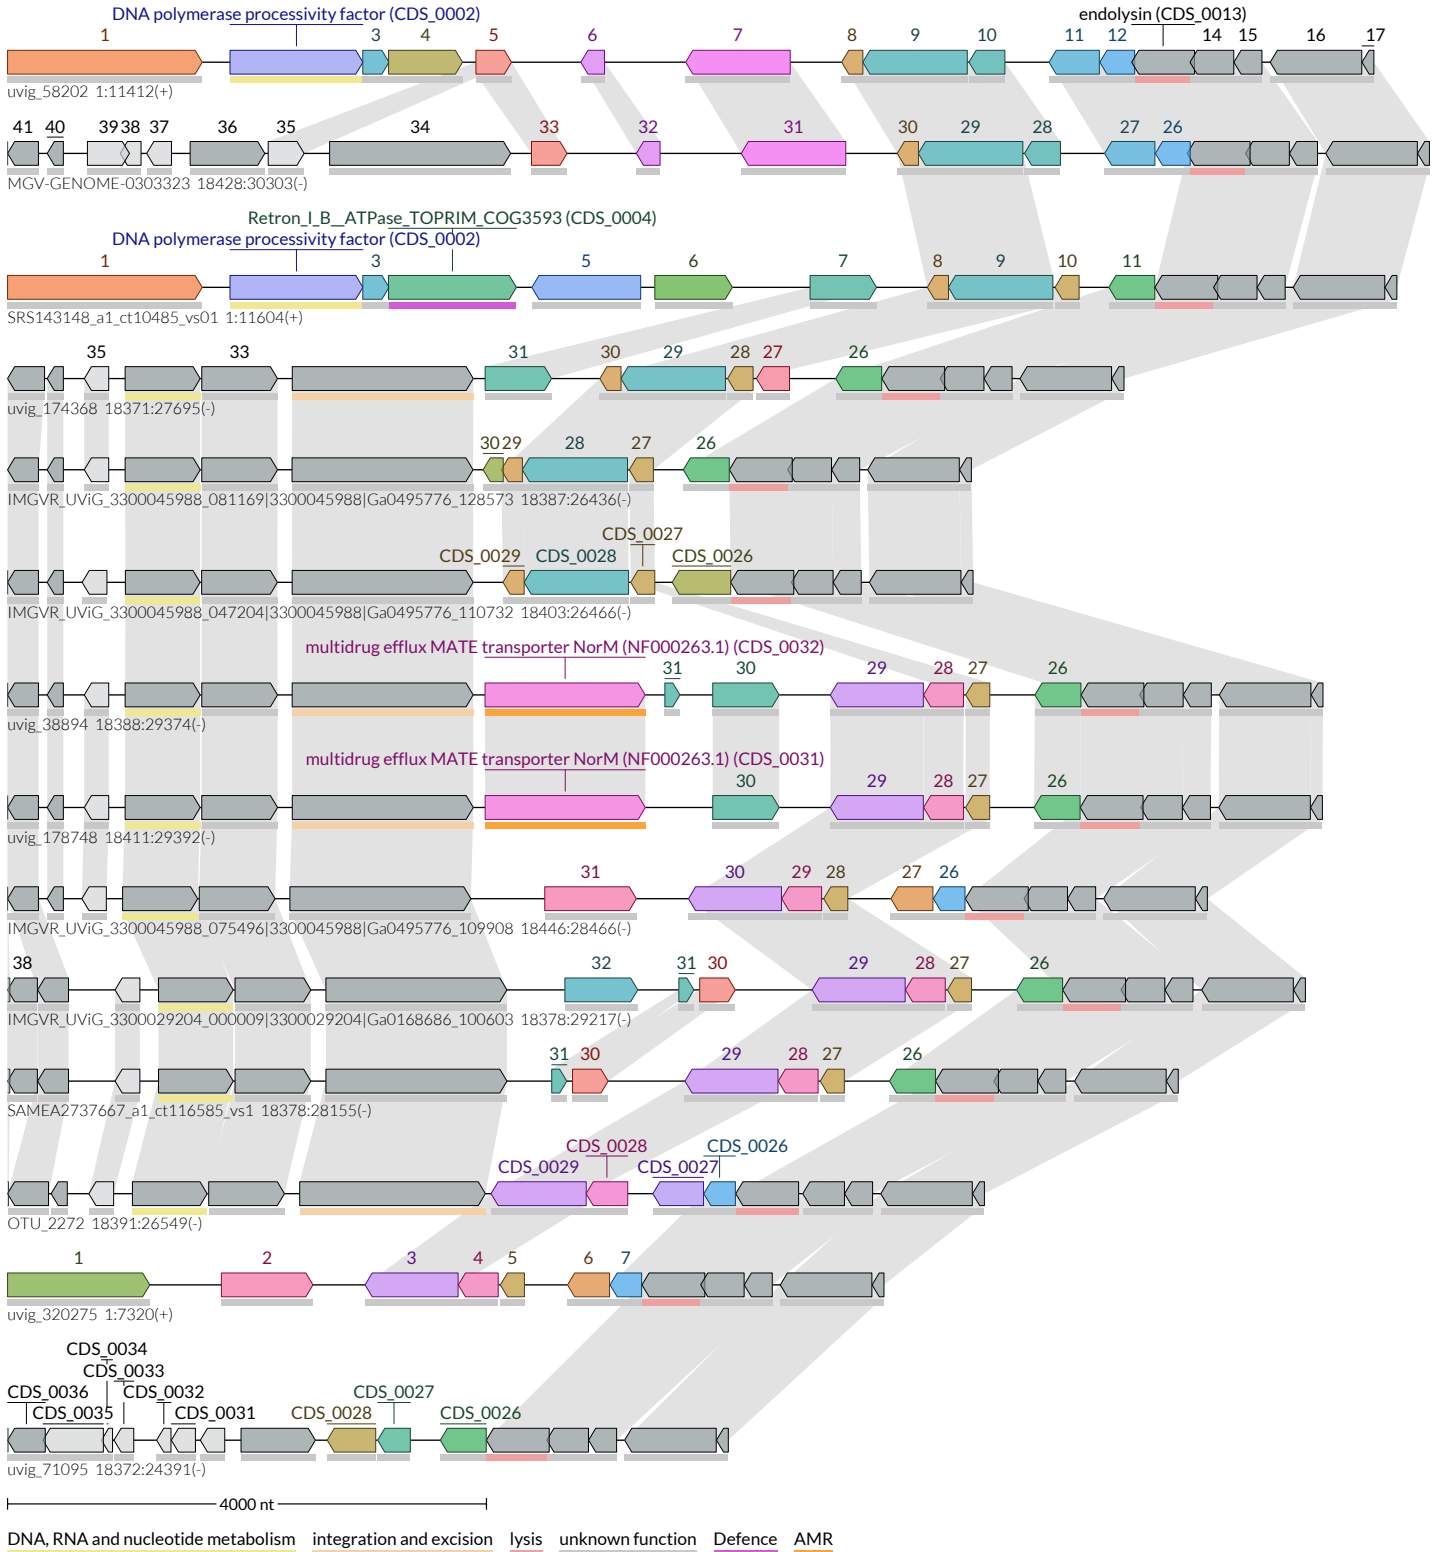 DNA polymerase processivity factor (CDS_0002) endolysin (CDS_0013)
1 3 4 5 6 7 8 9 10 11 12 14 15 16 17
uvig_58202 1:11412(+)
41 40 39 38 37 36 35 34 33 32 31 30 29 28 27 26
MGV-GENOME-0303323 18428:30303(-)
Retron_I_B__ATPase_TOPRIM_COG3593 (CDS_0004)
DNA polymerase processivity factor (CDS_0002)
1 3 5 6 7 8 9 10 11
SRS143148_a1_ct10485_vs01 1:11604(+)
35 33 31 30 29 28 27 26
uvig_174368 18371:27695(-)
30 29 28 27 26
IMGVR_UViG_3300045988_081169|3300045988|Ga0495776_128573 18387:26436(-)
CDS_0027
CDS_0029 CDS_0028 CDS_0026
IMGVR_UViG_3300045988_047204|3300045988|Ga0495776_110732 18403:26466(-)
multidrug efflux MATE transporter NorM (NF000263.1) (CDS_0032)
31 30 29 28 27 26
uvig_38894 18388:29374(-)
multidrug efflux MATE transporter NorM (NF000263.1) (CDS_0031)
30 29 28 27 26
uvig_178748 18411:29392(-)
31 30 29 28 27 26
IMGVR_UViG_3300045988_075496|3300045988|Ga0495776_109908 18446:28466(-)
38 32 31 30 29 28 27 26
IMGVR_UViG_3300029204_000009|3300029204|Ga0168686_100603 18378:29217(-)
31 30 29 28 27 26
SAMEA2737667_a1_ct116585_vs1 18378:28155(-)
CDS_0028 CDS_0026
CDS_0029 CDS_0027
OTU_2272 18391:26549(-)
1 2 3 4 5 6 7
uvig_320275 1:7320(+)
CDS_0034
CDS_0033
CDS_0036 CDS_0032 CDS_0027
CDS_0035 CDS_0031 CDS_0028 CDS_0026
uvig_71095 18372:24391(-)
4000 nt
DNA, RNA and nucleotide metabolism integration and excision lysis unknown function Defence AMR